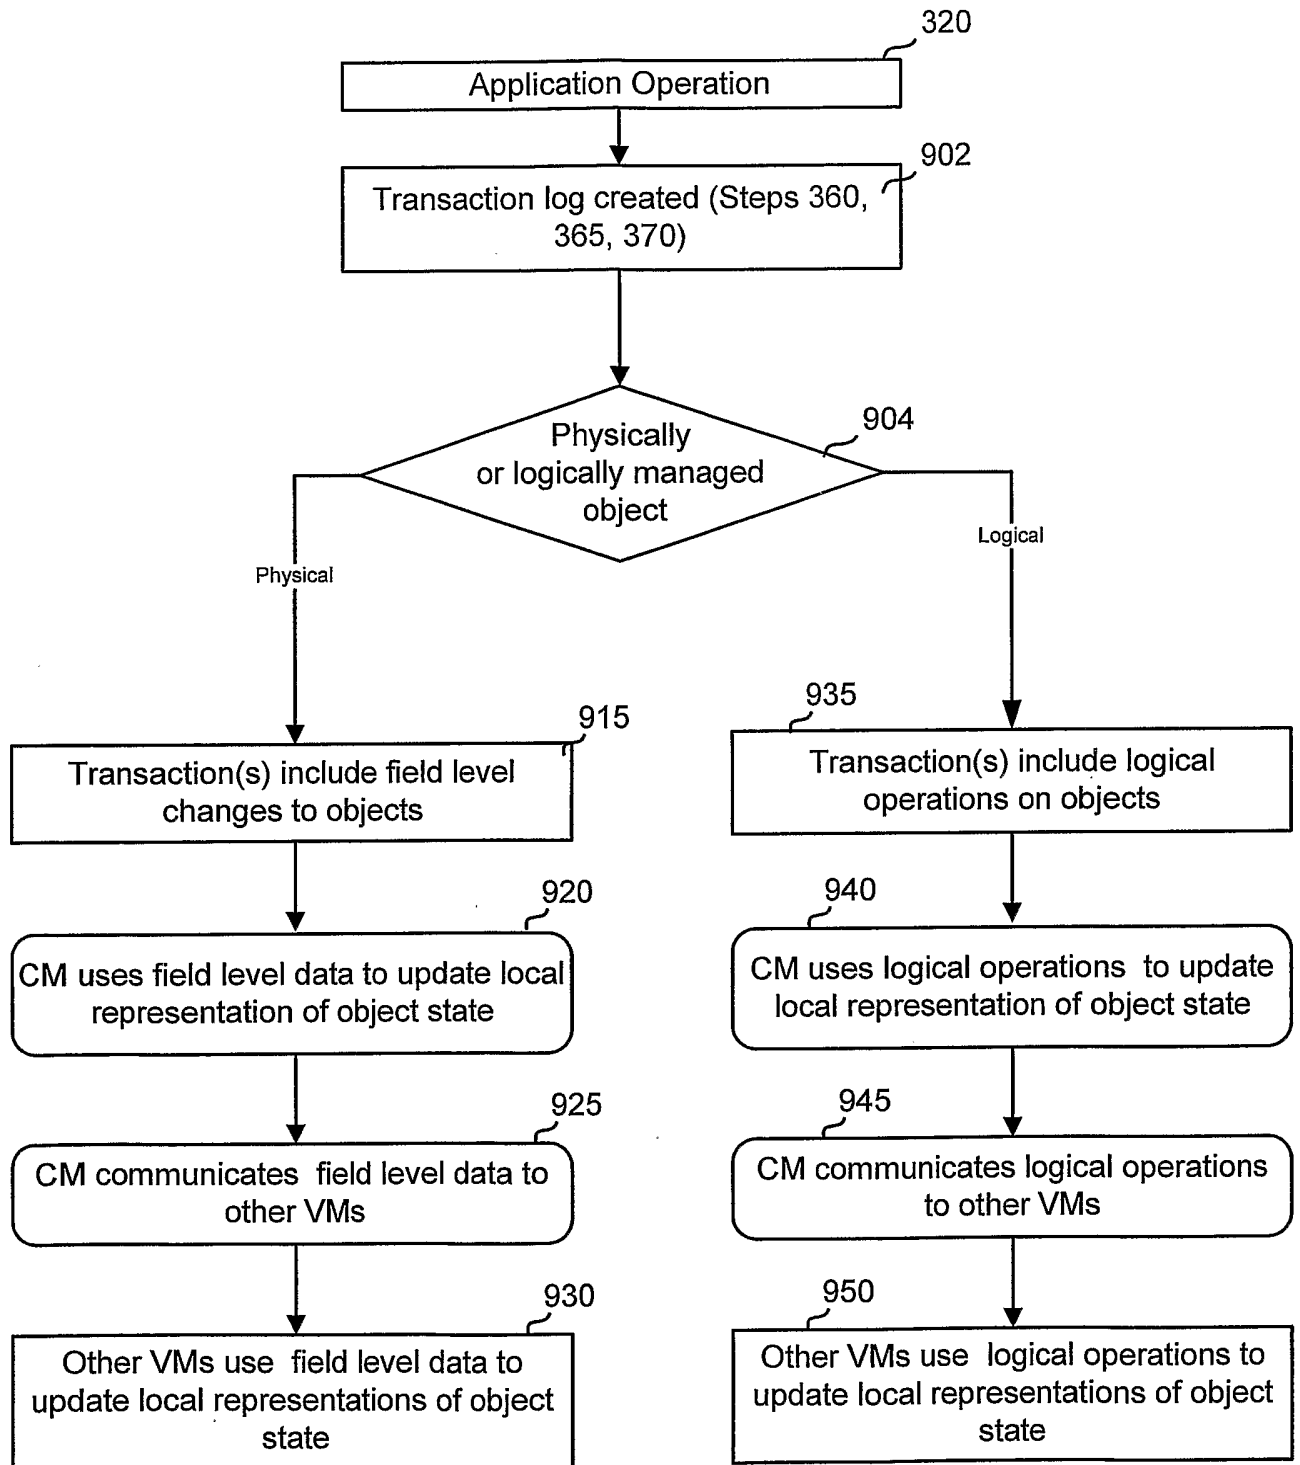 320
Application Operation
902
Transaction log created (Steps 360,
365, 370)
904
Physically
or logically managed
object
Physical
Logical
915
Transaction(s) include field level
changes to objects
920
CM uses field level data to update local
representation of object state
925
CM communicates field level data to
other VMs
930
Other VMs use field level data to
update local representations of object
state
935
Transaction(s) include logical
operations on objects
940
CM uses logical operations to update
local representation of object state
945
CM communicates logical operations
to other VMs
950
Other VMs use logical operations to
update local representations of object
state